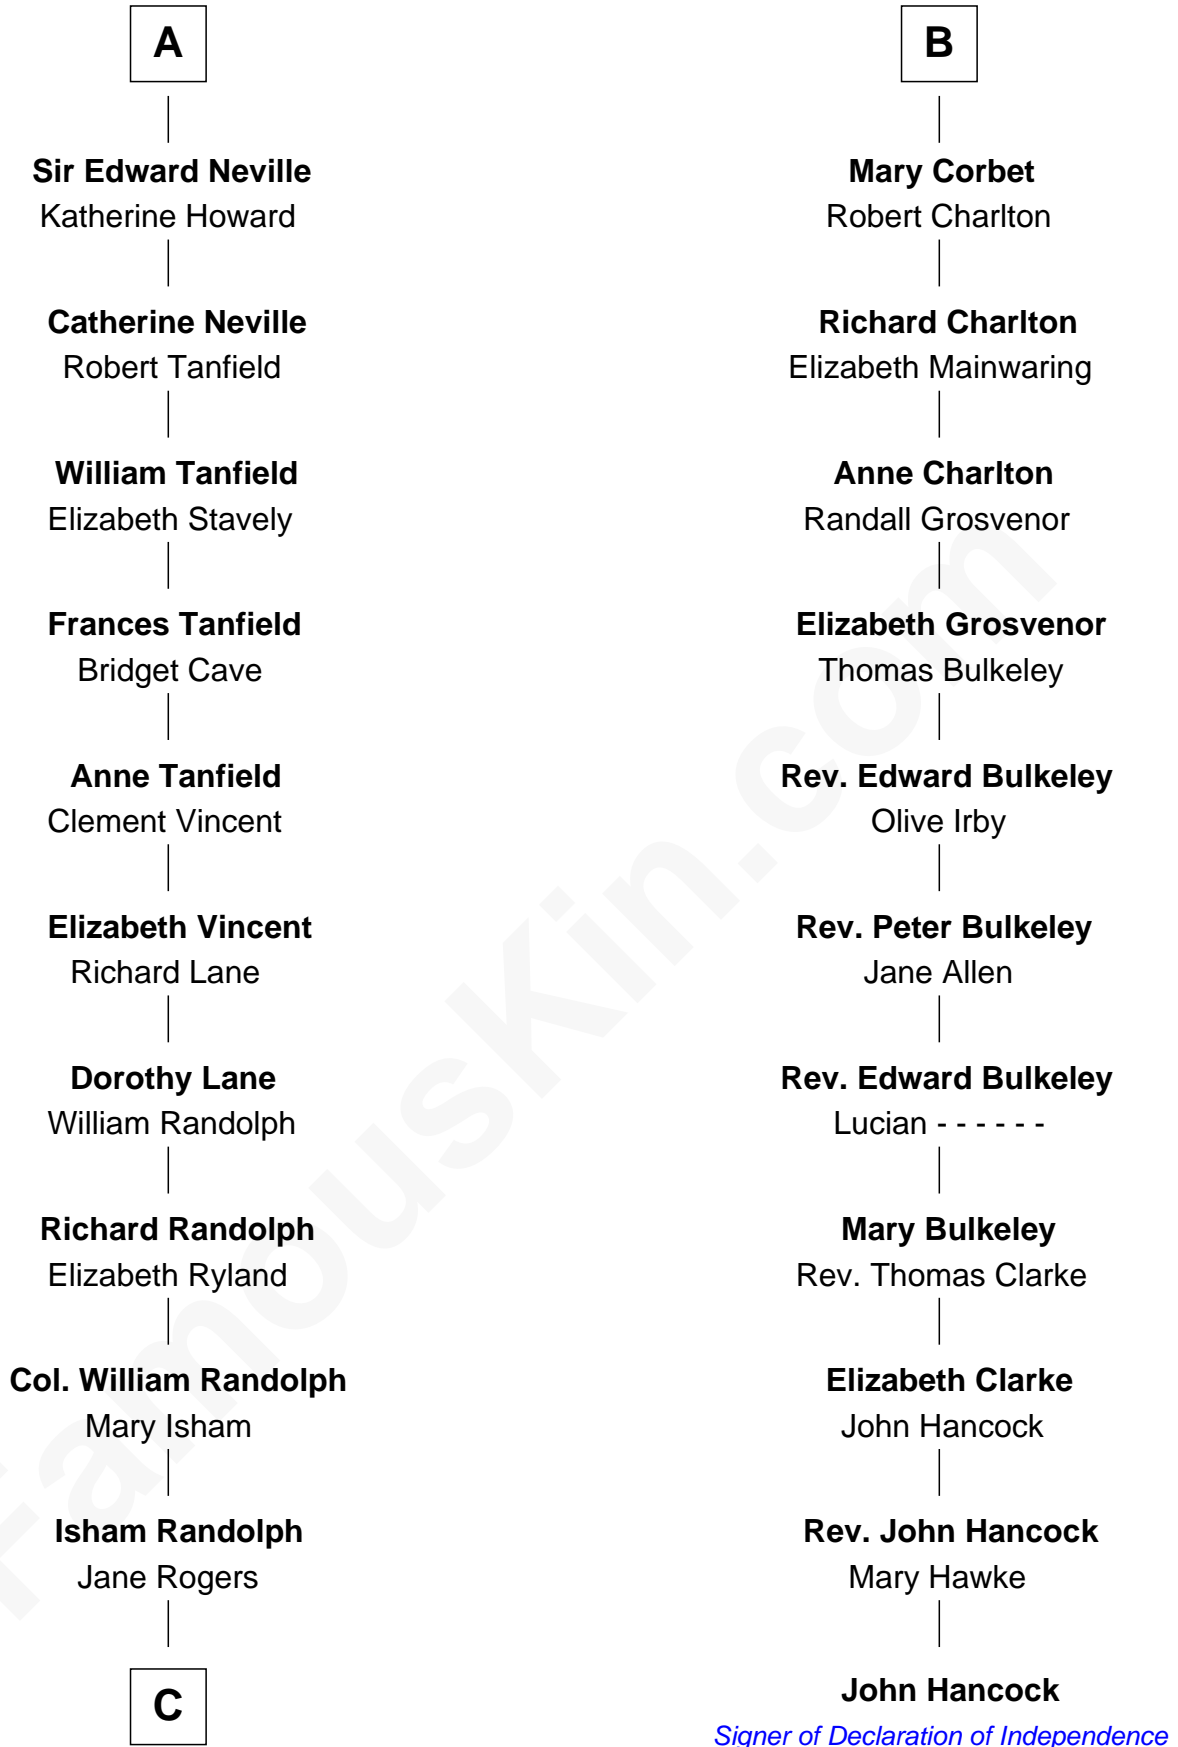 A
Sir Edward Neville
Katherine Howard
Catherine Neville
Robert Tanfield
William Tanfield
Elizabeth Stavely
Frances Tanfield
Bridget Cave
Anne Tanfield
Clement Vincent
Elizabeth Vincent
Richard Lane
Dorothy Lane
William Randolph
Richard Randolph
Elizabeth Ryland
Col. William Randolph
Mary Isham
Isham Randolph
Jane Rogers
C
B
Mary Corbet
Robert Charlton
Richard Charlton
Elizabeth Mainwaring
Anne Charlton
Randall Grosvenor
Elizabeth Grosvenor
Thomas Bulkeley
Rev. Edward Bulkeley
Olive Irby
Rev. Peter Bulkeley
Jane Allen
Rev. Edward Bulkeley
Lucian - - - - - -
Mary Bulkeley
Rev. Thomas Clarke
Elizabeth Clarke
John Hancock
Rev. John Hancock
Mary Hawke
John Hancock
Signer of Declaration of Independence
FamousKin.com